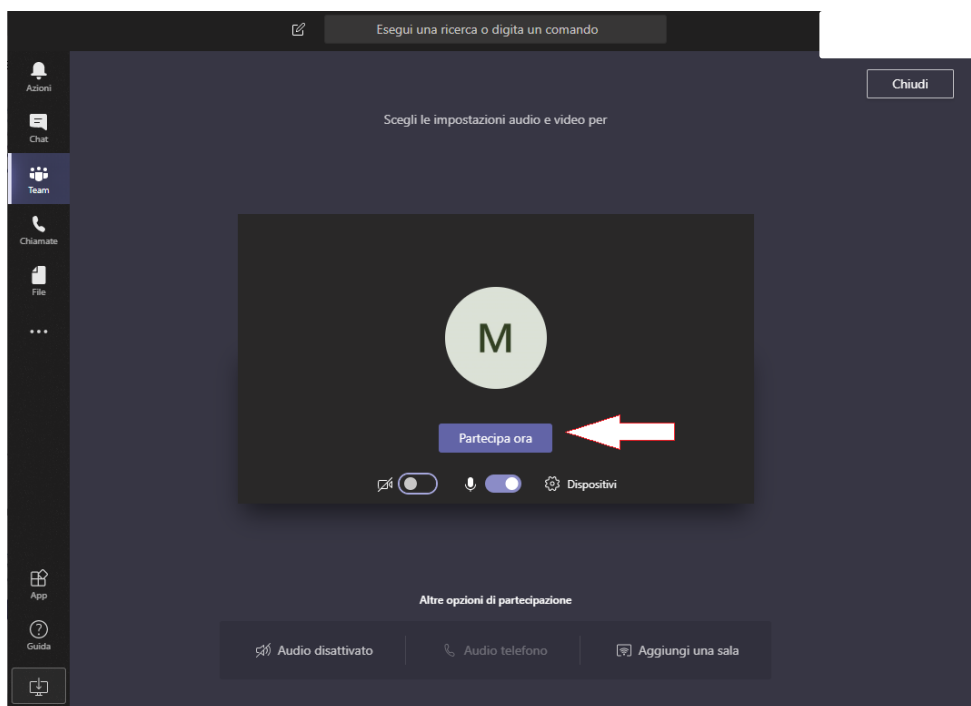 Esegui una ricerca o digita un comando
Azioni
Chat
Team
Chiamate
File
App
Guida
Chiudi
Scegli le impostazioni audio e video per
M
Partecipa ora
Dispositivi
Altre opzioni di partecipazione
Audio disattivato
Audio telefono
Aggiungi una sala